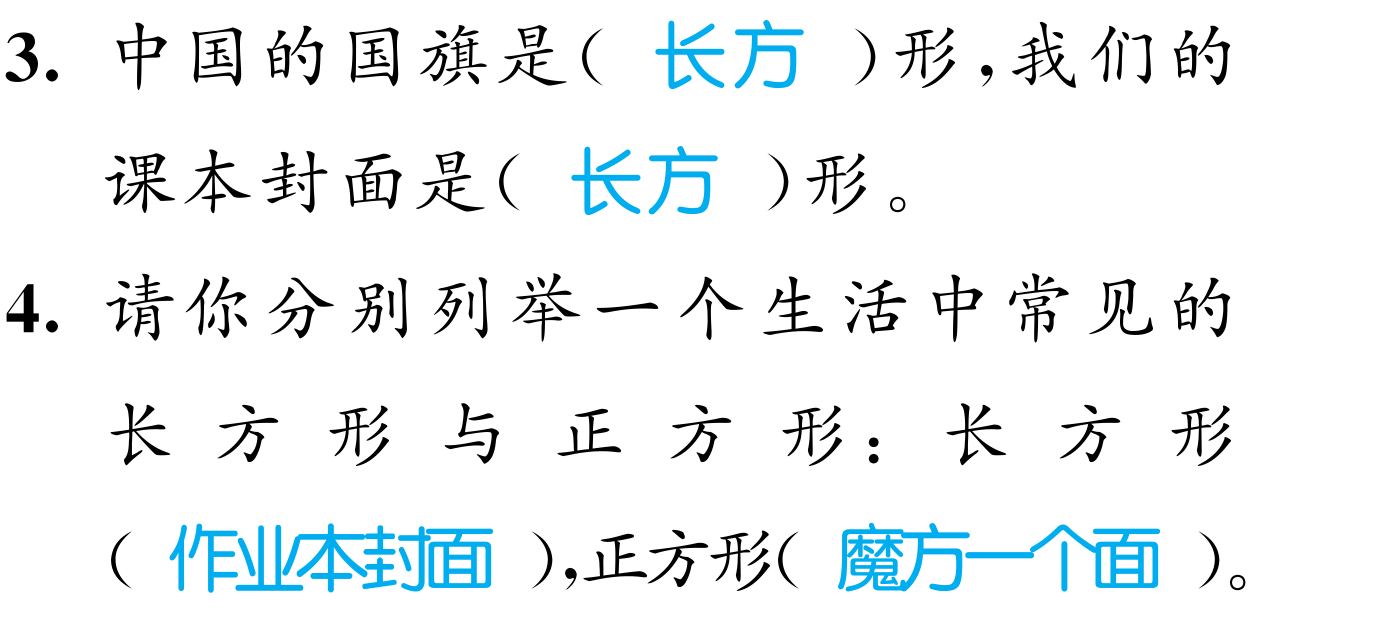 3. 中国的国旗是( 长方 )形,我们的
课本封面是( 长方 )形。
4. 请你分别列举一个生活中常见的
长方形与正方形:长方形
( 作业本封面 ),正方形( 魔方一个面 )。